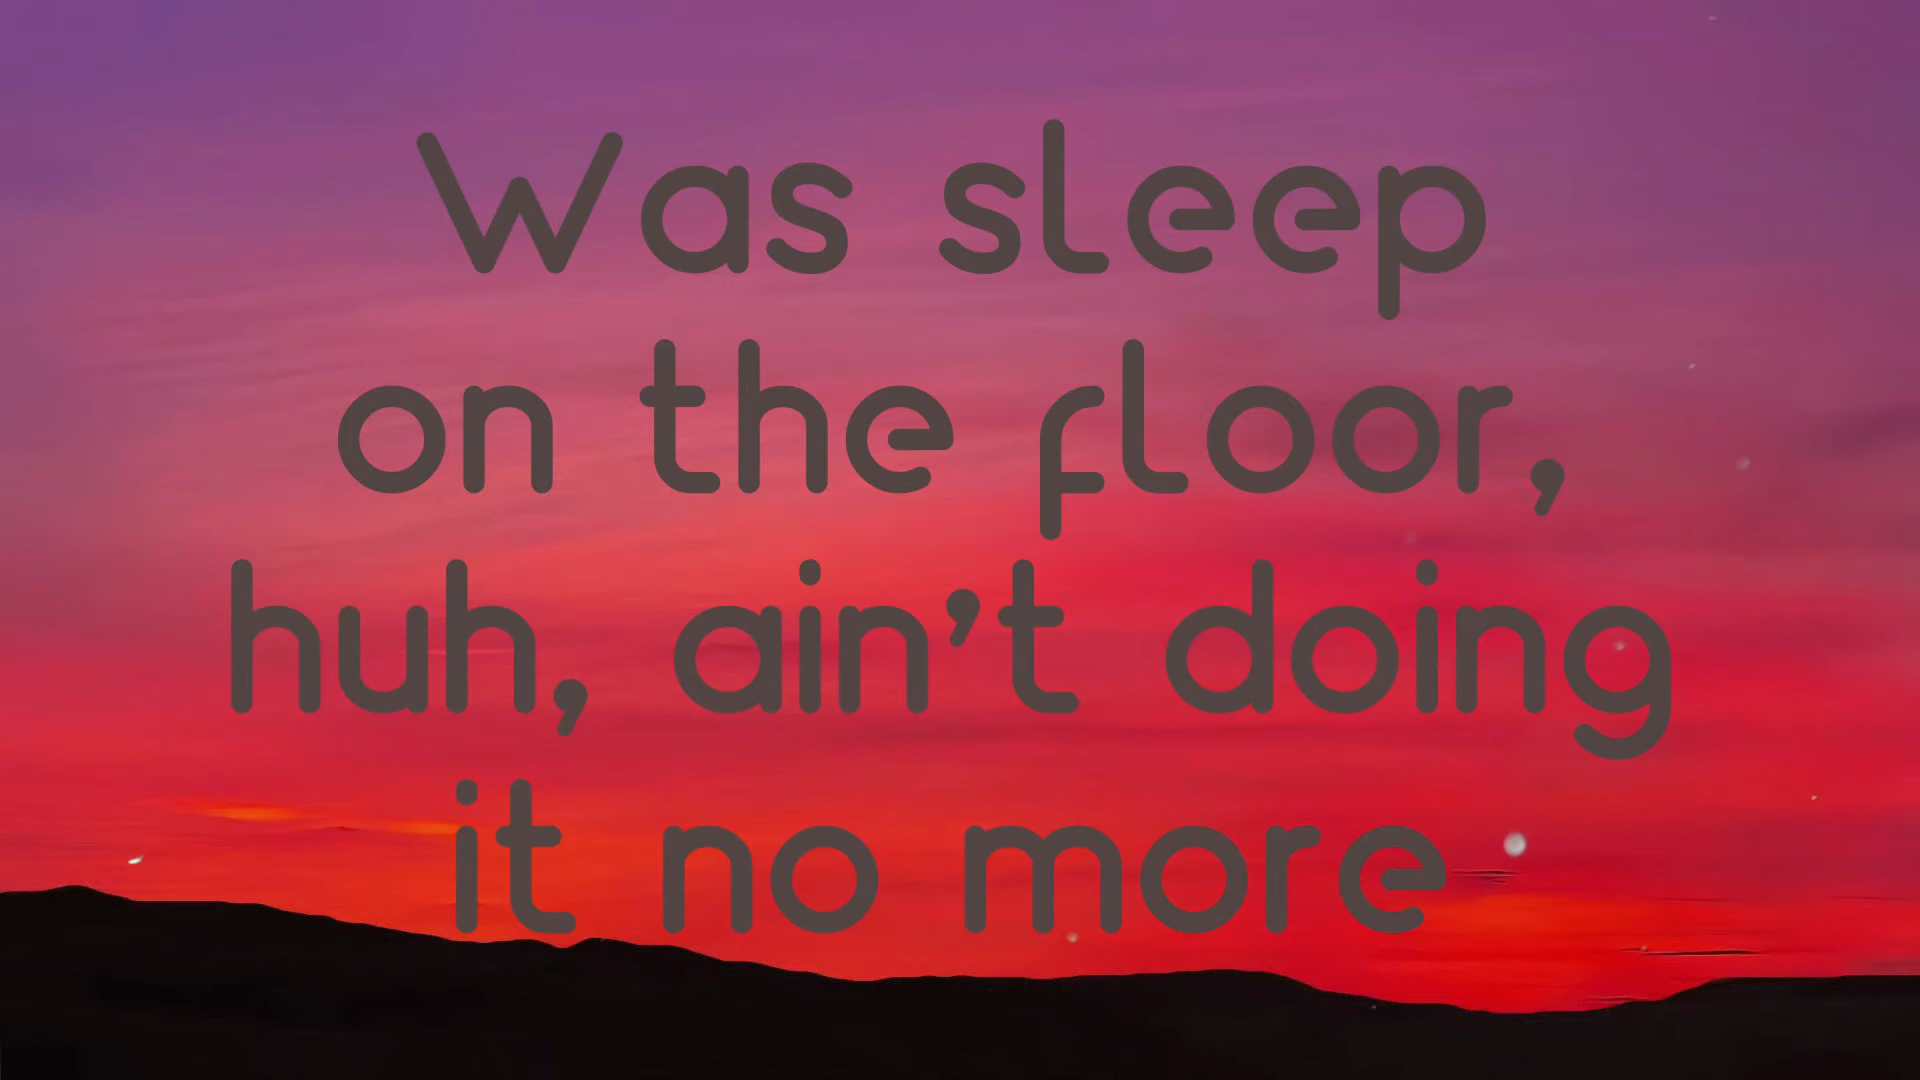 Was sleep
on the floor,
huh, ain’t doing
it no more